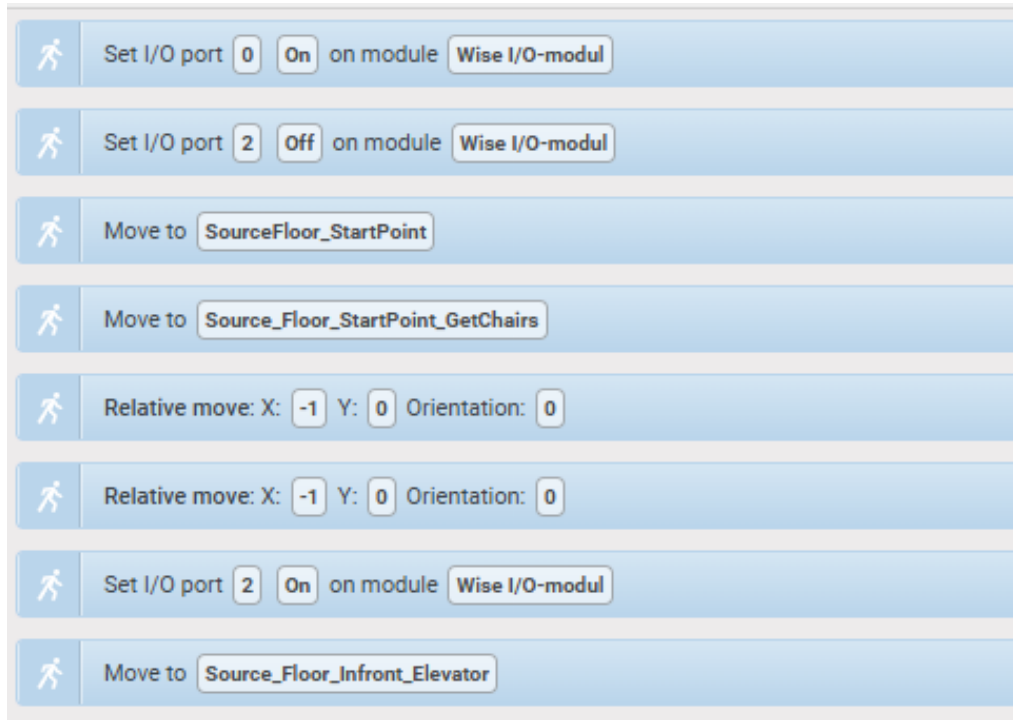 Set I/O port 0 On on module Wise I/O-modul
Set I/O port 2 Off on module Wise I/O-modul
Move to SourceFloor_StartPoint
Move to Source_Floor_StartPoint_GetChairs
Relative move: X: -1 Y: 0 Orientation: 0
Relative move: X: -1 Y: 0 Orientation: 0
Set I/O port 2 On on module Wise I/O-modul
Move to Source_Floor_Infront_Elevator